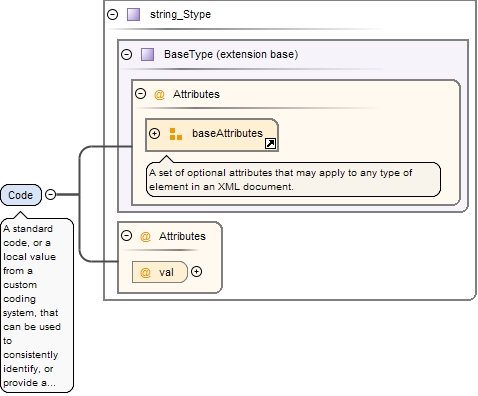 string_Stype
BaseType (extension base)
@ Attributes
baseAttributes
A set of optional attributes that may apply to any type of
element in an XML document.
Code
A standard
code, or a
local value
from a
custom
coding
system, that
can be used
to
consistently
identify, or
provide a...
@ Attributes
@ val